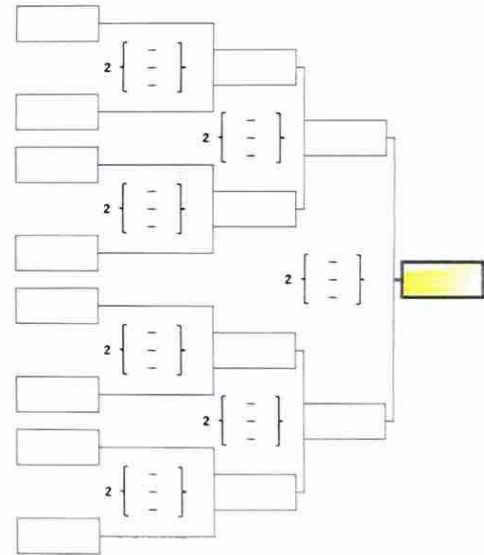 2 { – – – }
2 { – – – }
2 { – – – }
2 { – – – }
2 { – – – }
2 { – – – }
2 { – – – }